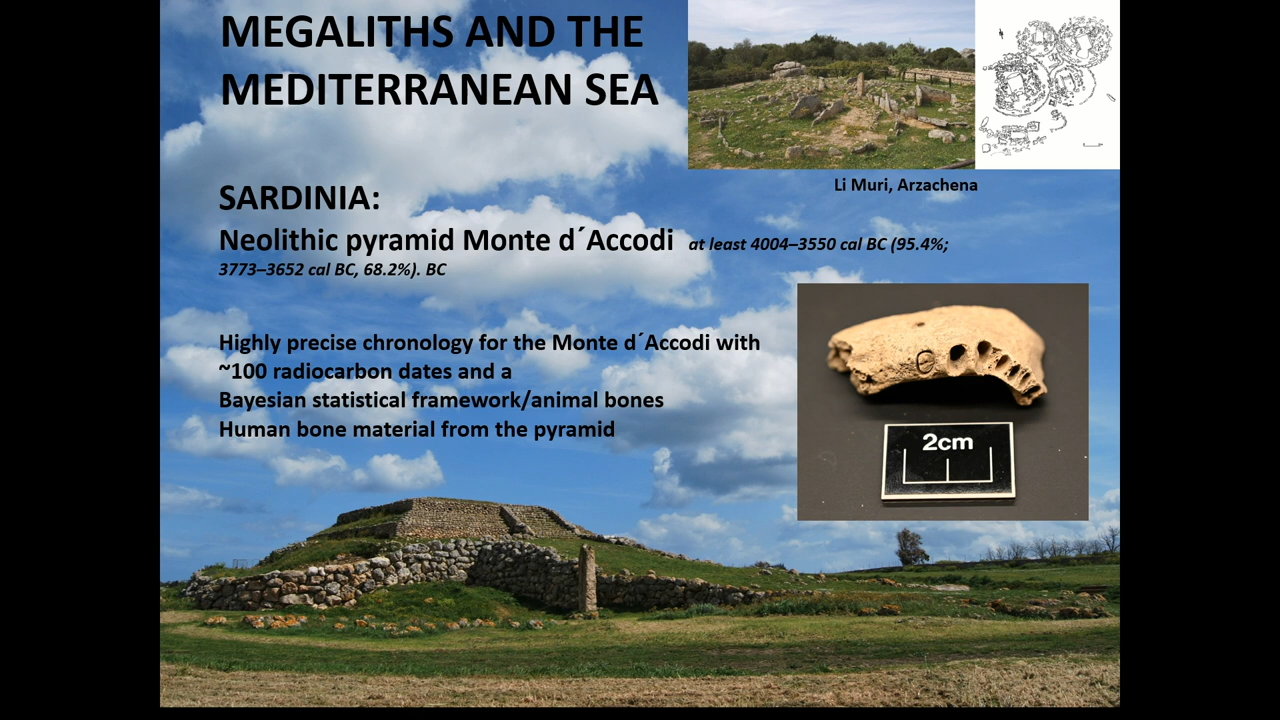 MEGALITHS AND THE
MEDITERRANEAN SEA
Li Muri, Arzachena
SARDINIA:
Neolithic pyramid Monte d´Accodi at least 4004–3550 cal BC (95.4%;
3773–3652 cal BC, 68.2%). BC
Highly precise chronology for the Monte d´Accodi with
~100 radiocarbon dates and a
Bayesian statistical framework/animal bones
Human bone material from the pyramid
2cm